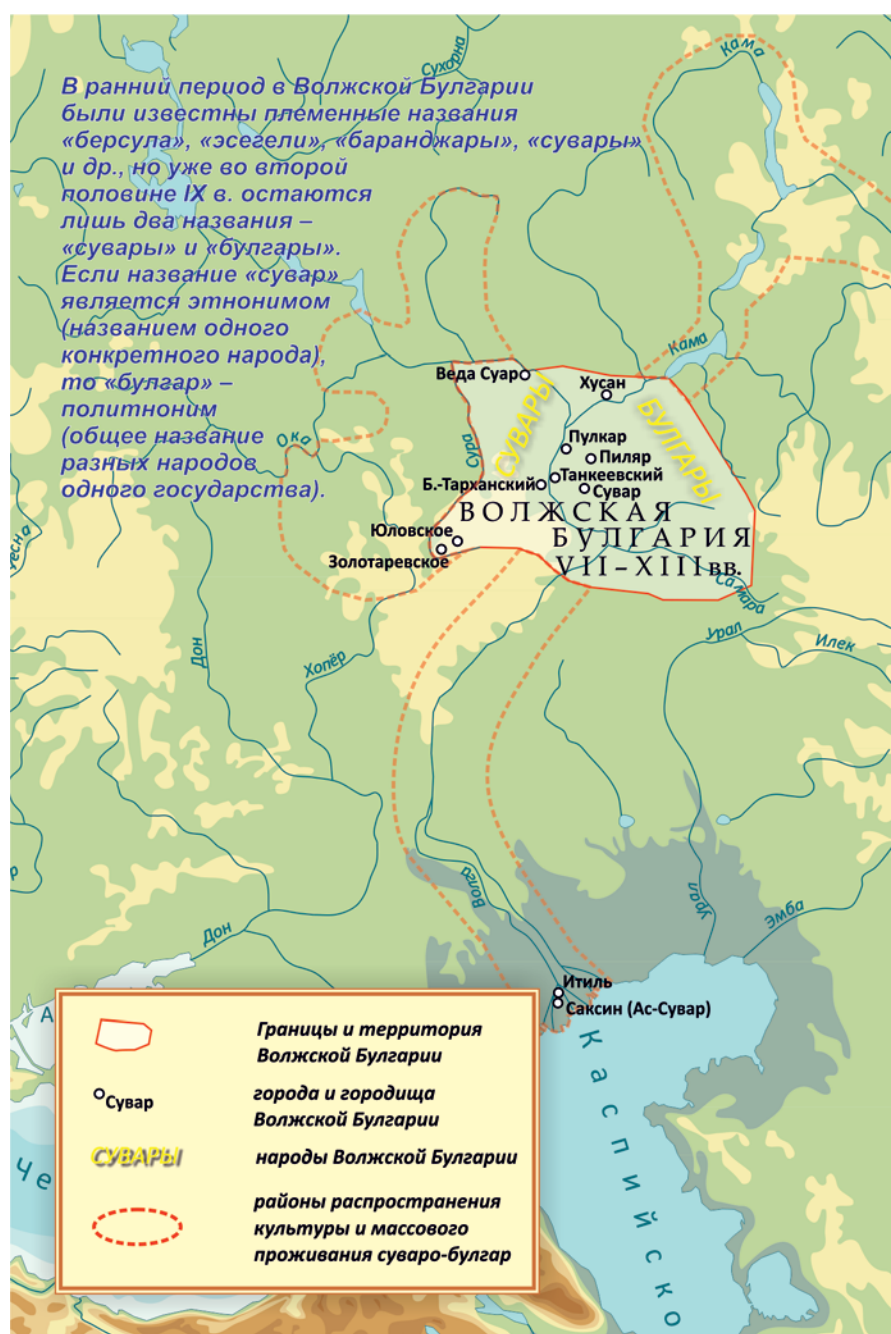 В ранний период в Волжской Булгарии
были известны племенные названия
«берсула», «эсегели», «баранджары», «сувары»
и др., но уже во второй
половине IX в. остаются
лишь два названия –
«сувары» и «булгары».
Если название «сувар»
является этнонимом
(названием одного
конкретного народа),
то «булгар» –
политноним
(общее название
разных народов
одного государства).
Сухорна
Кама
Кама
Веда Суар
Хусан
СУВАРЫ
БУЛГАРЫ
Ока
Сура
Пулкар
Пиляр
Танкеевский
Б.-Тарханский
Сувар
ВОЛЖСКАЯ
БУЛГАРИЯ
VII – XIII вв.
Юловское
Золотаревское
Самара
Урал
Илек
Дон
Хопёр
Волга
Урал
Эмба
Дон
Итиль
Саксин (Ас-Сувар)
Каспийско
А
Че
Границы и территория
Волжской Булгарии
Сувар
города и городища
Волжской Булгарии
СУВАРЫ
народы Волжской Булгарии
районы распространения
культуры и массового
проживания суваро-булгар